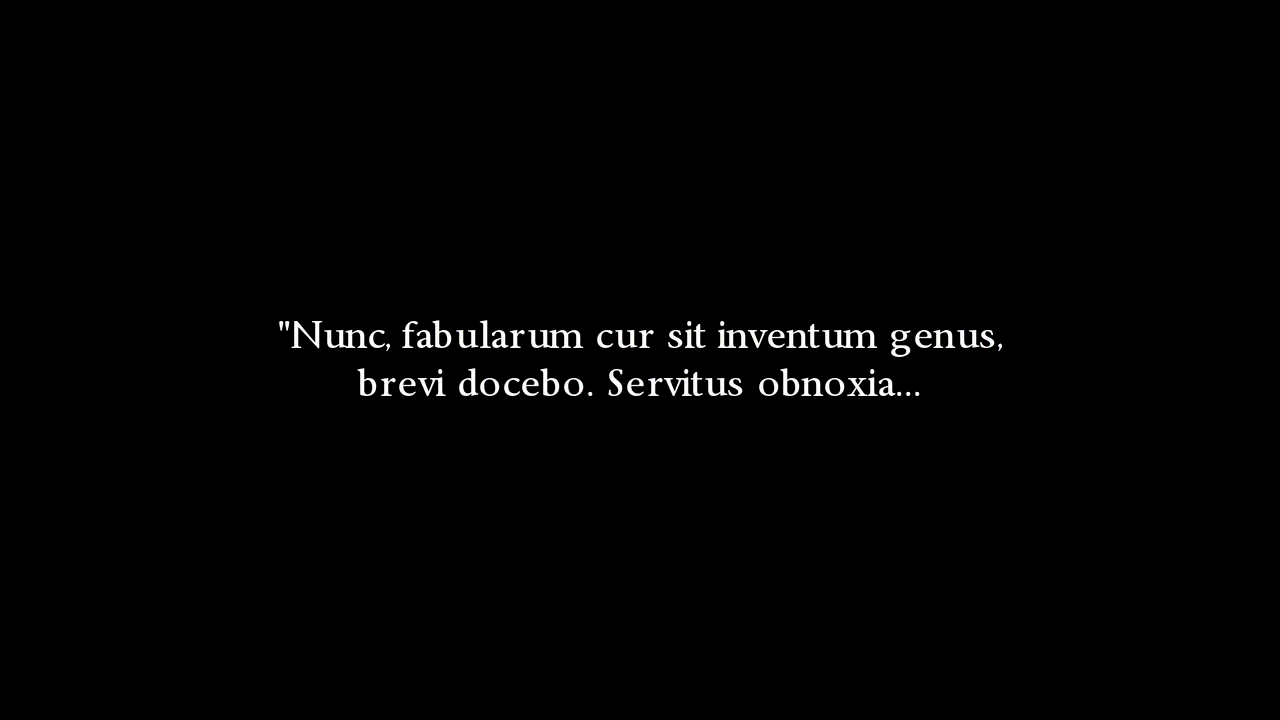 "Nunc, fabularum cur sit inventum genus,
brevi docebo. Servitus obnoxia...